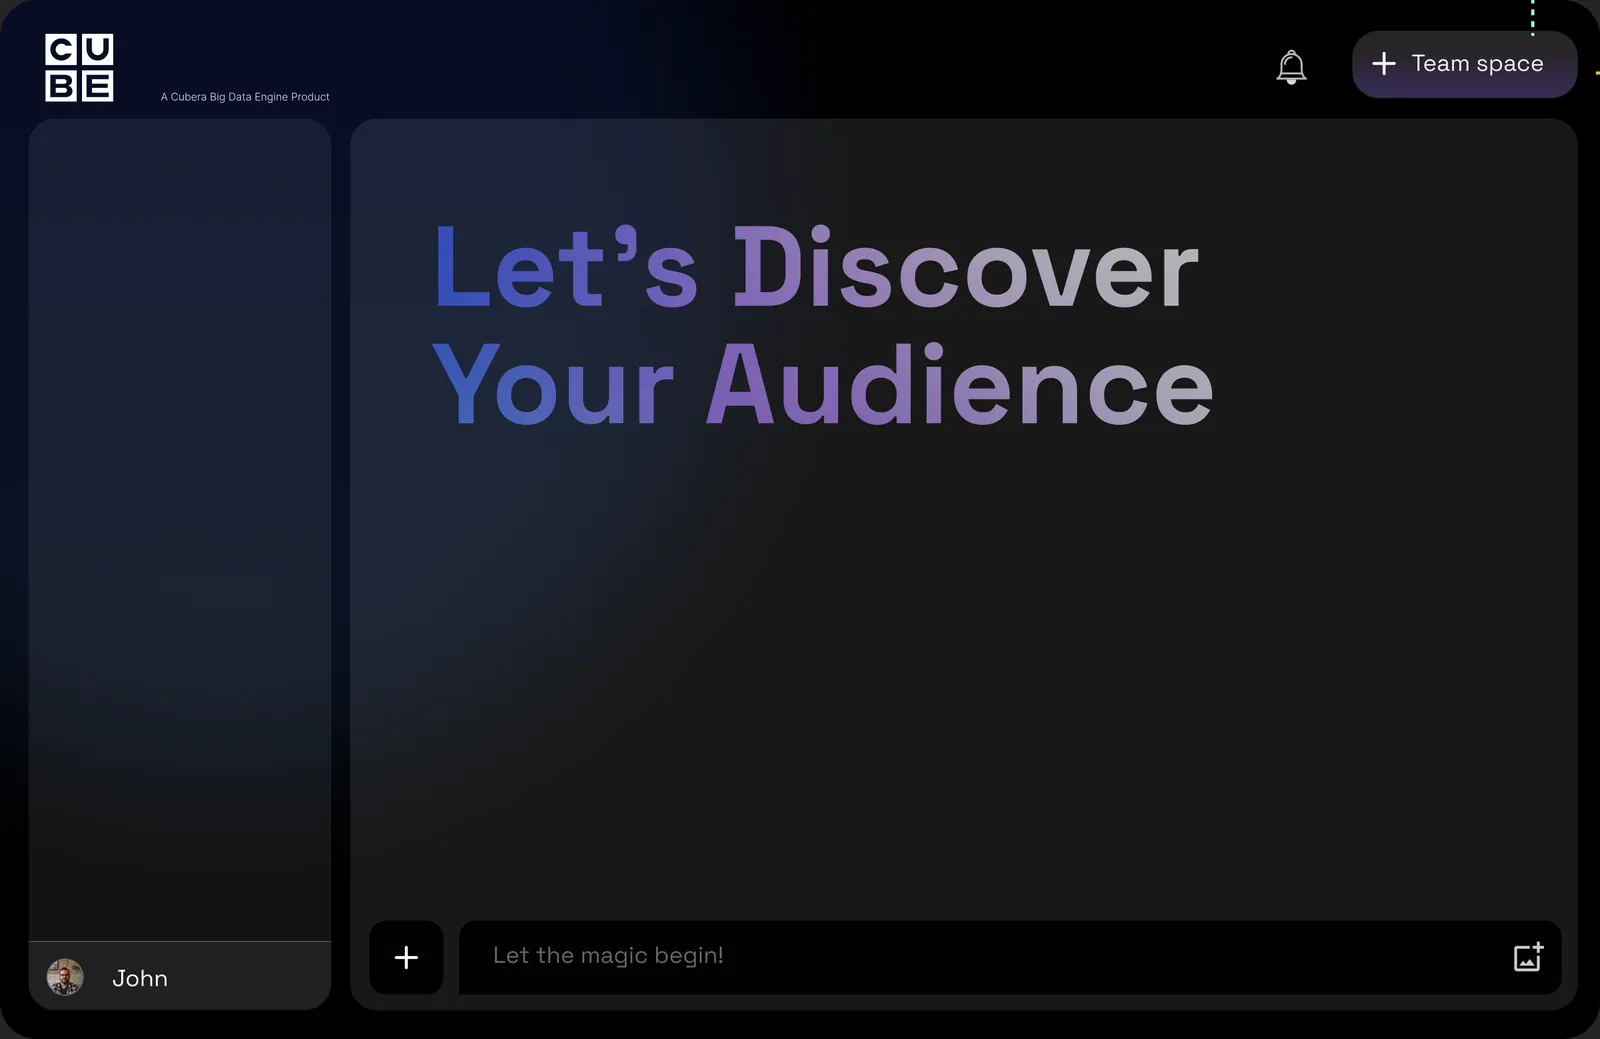 CU
BE
A Cubera Big Data Engine Product
Team space
Let’s Discover
Your Audience
John
Let the magic begin!